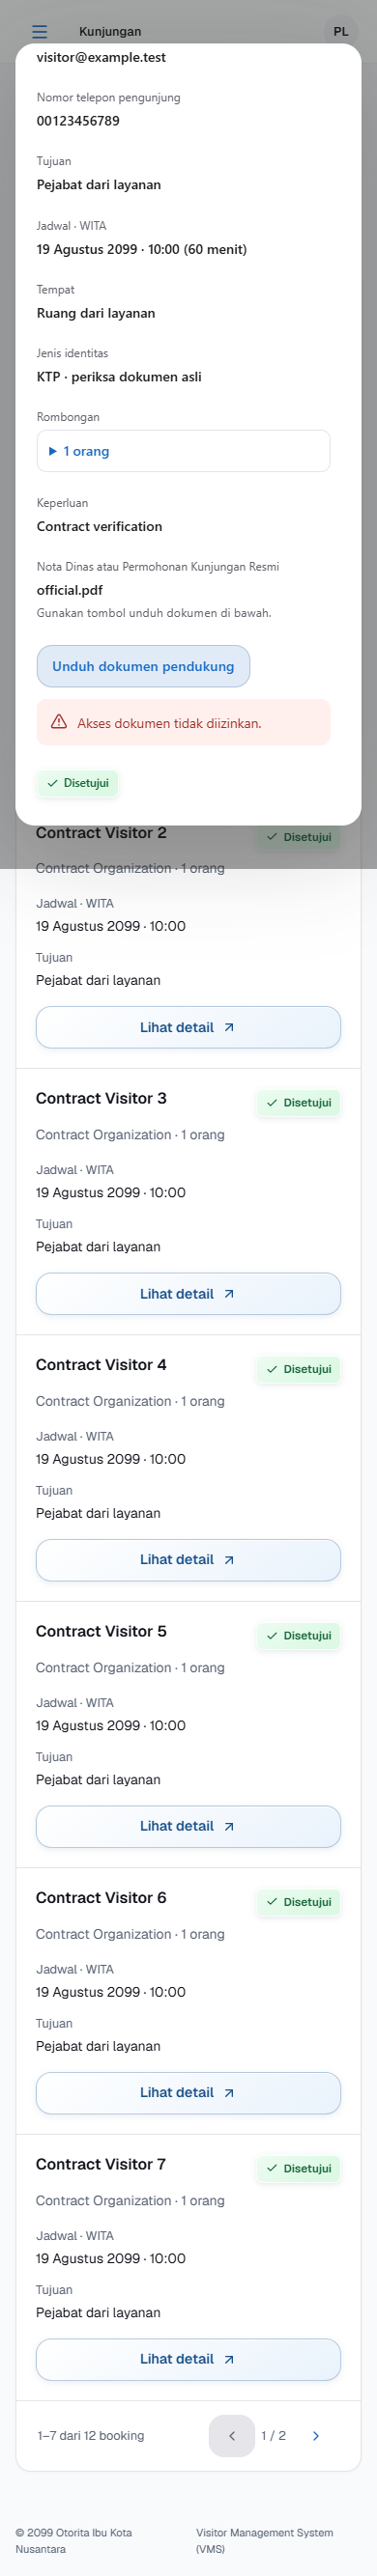 Kunjungan
PL
visitor@example.test
Nomor telepon pengunjung
00123456789
Tujuan
Pejabat dari layanan
Jadwal · WITA
19 Agustus 2099 · 10:00 (60 menit)
Tempat
Ruang dari layanan
Jenis identitas
KTP · periksa dokumen asli
Rombongan
1 orang
Keperluan
Contract verification
Nota Dinas atau Permohonan Kunjungan Resmi
official.pdf
Gunakan tombol unduh dokumen di bawah.
Unduh dokumen pendukung
Akses dokumen tidak diizinkan.
Disetujui
Contract Visitor 2
Disetujui
Contract Organization · 1 orang
Jadwal · WITA
19 Agustus 2099 · 10:00
Tujuan
Pejabat dari layanan
Lihat detail
Contract Visitor 3
Disetujui
Contract Organization · 1 orang
Jadwal · WITA
19 Agustus 2099 · 10:00
Tujuan
Pejabat dari layanan
Lihat detail
Contract Visitor 4
Disetujui
Contract Organization · 1 orang
Jadwal · WITA
19 Agustus 2099 · 10:00
Tujuan
Pejabat dari layanan
Lihat detail
Contract Visitor 5
Disetujui
Contract Organization · 1 orang
Jadwal · WITA
19 Agustus 2099 · 10:00
Tujuan
Pejabat dari layanan
Lihat detail
Contract Visitor 6
Disetujui
Contract Organization · 1 orang
Jadwal · WITA
19 Agustus 2099 · 10:00
Tujuan
Pejabat dari layanan
Lihat detail
Contract Visitor 7
Disetujui
Contract Organization · 1 orang
Jadwal · WITA
19 Agustus 2099 · 10:00
Tujuan
Pejabat dari layanan
Lihat detail
1–7 dari 12 booking
1 / 2
© 2099 Otorita Ibu Kota
Nusantara
Visitor Management System
(VMS)